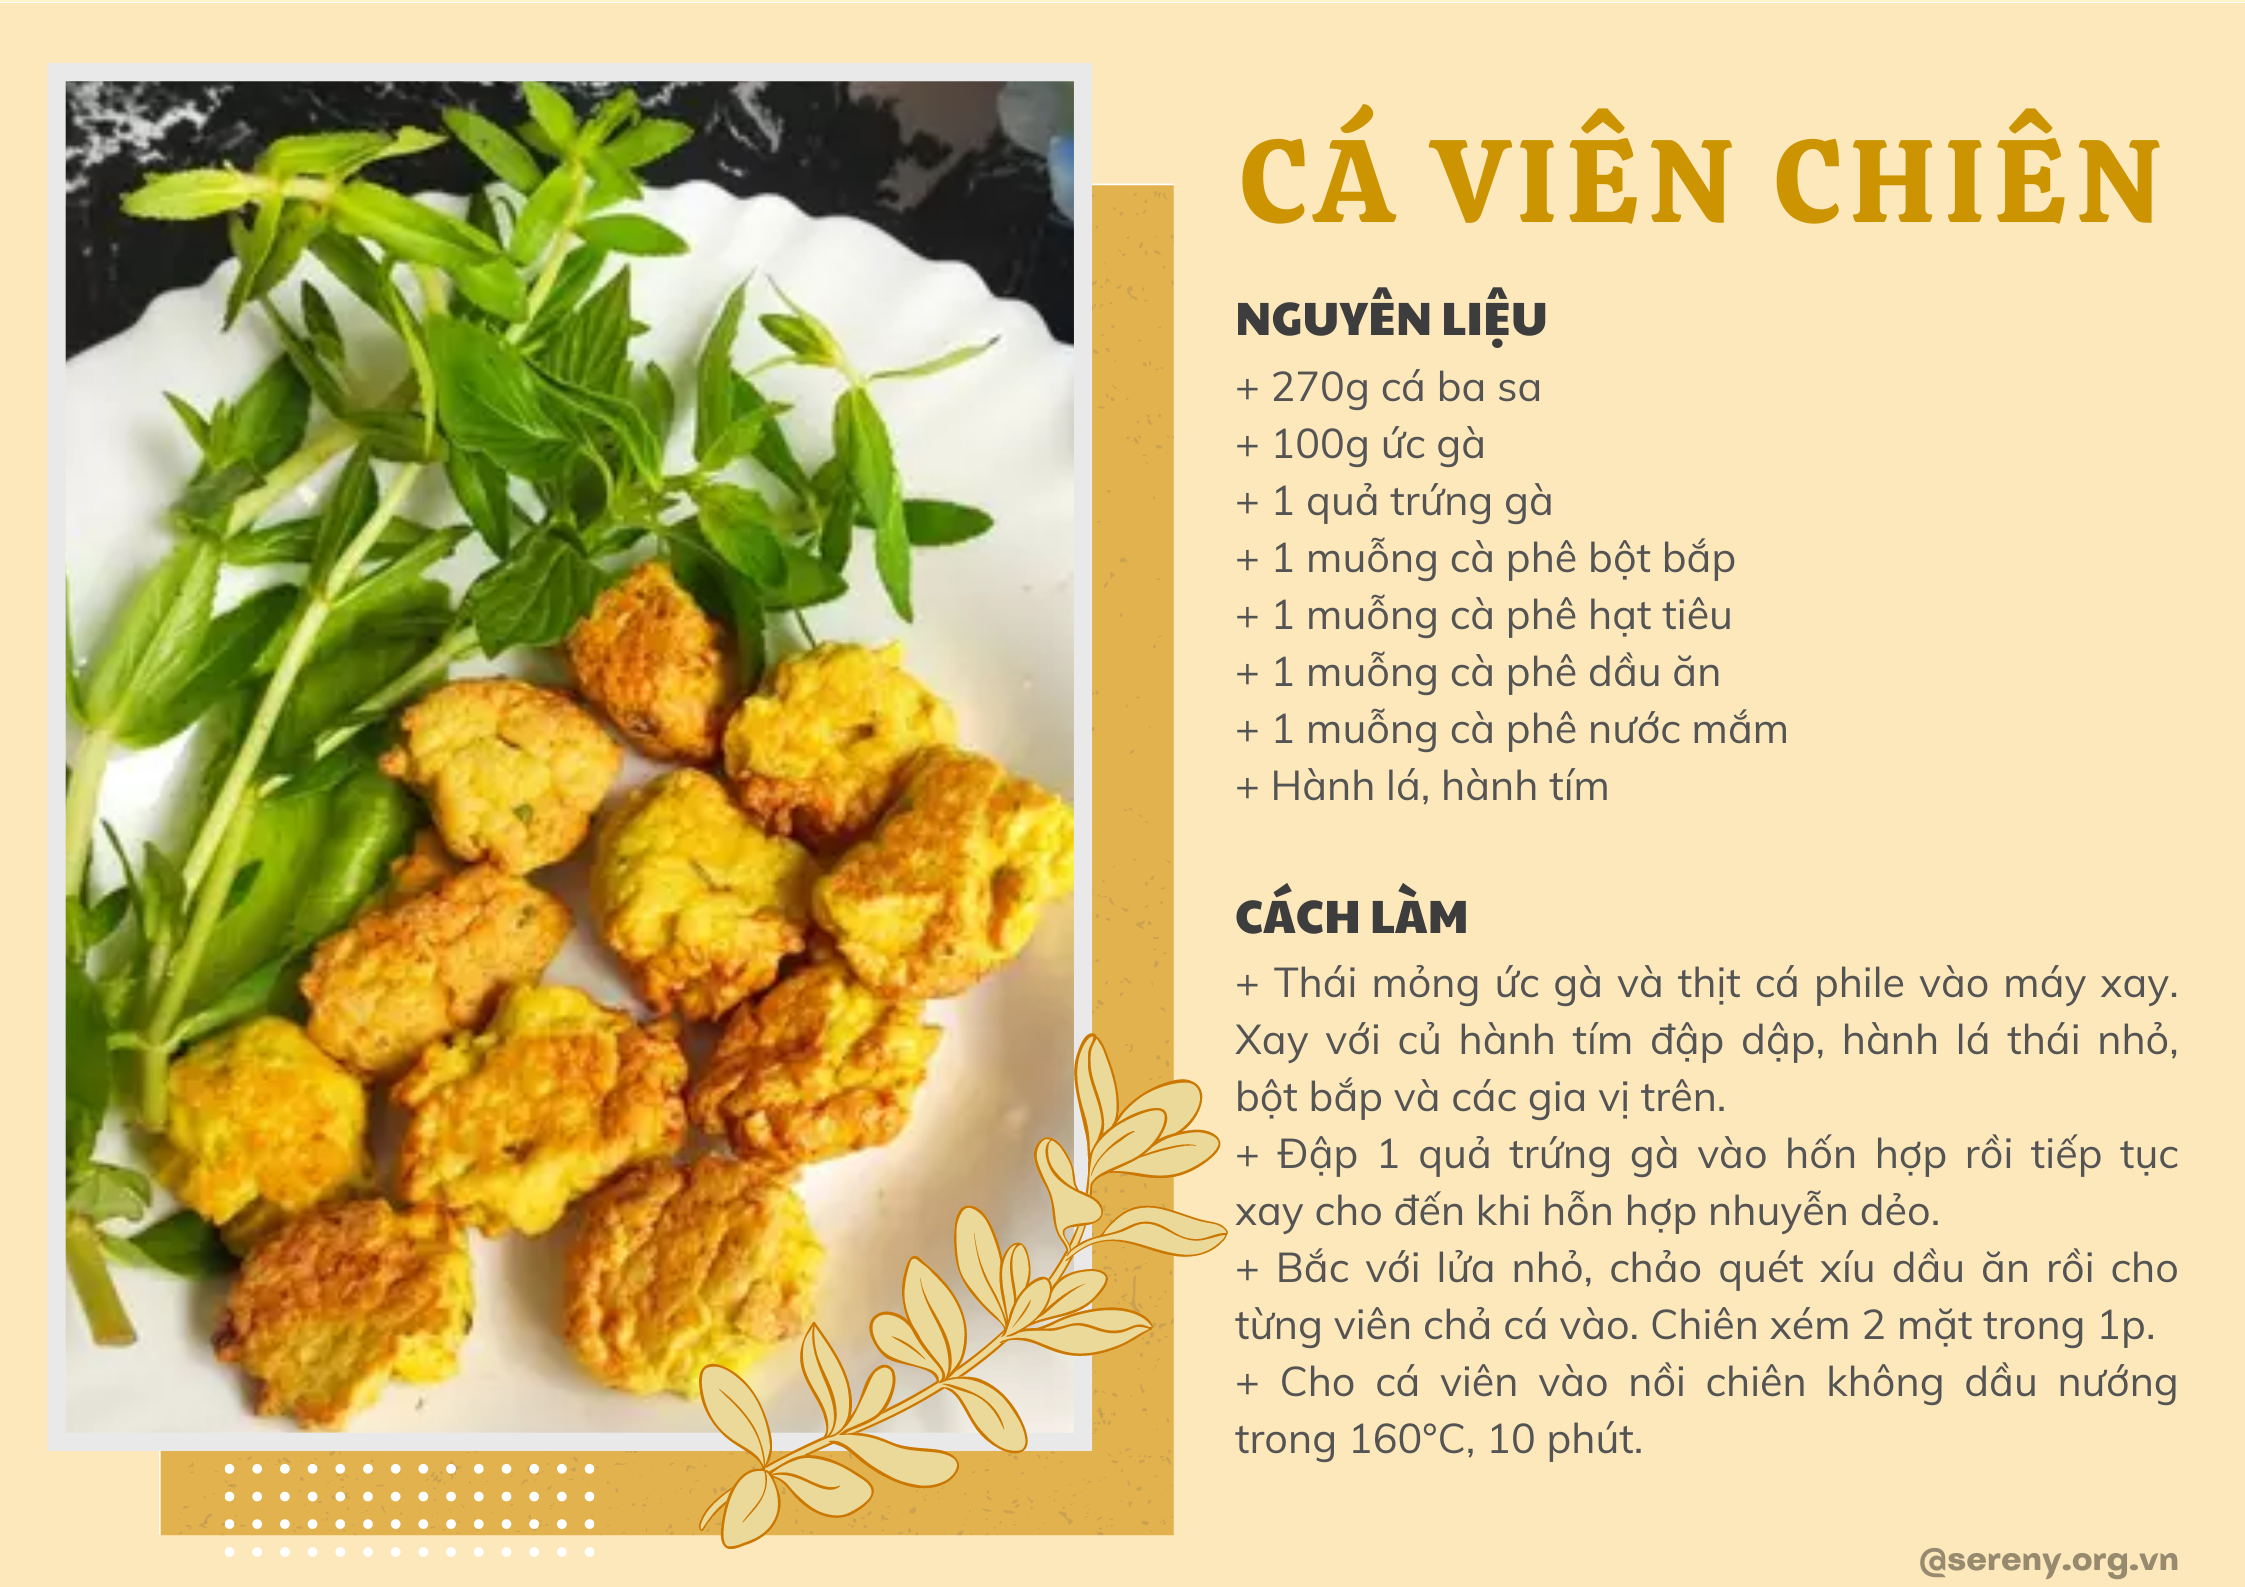 CÁ VIÊN CHIÊN
NGUYÊN LIỆU
+ 270g cá ba sa
+ 100g ức gà
+ 1 quả trứng gà
+ 1 muỗng cà phê bột bắp
+ 1 muỗng cà phê hạt tiêu
+ 1 muỗng cà phê dầu ăn
+ 1 muỗng cà phê nước mắm
+ Hành lá, hành tím
CÁCH LÀM
+ Thái mỏng ức gà và thịt cá phile vào máy xay.
Xay với củ hành tím đập dập, hành lá thái nhỏ,
bột bắp và các gia vị trên.
+ Đập 1 quả trứng gà vào hốn hợp rồi tiếp tục
xay cho đến khi hỗn hợp nhuyễn dẻo.
+ Bắc với lửa nhỏ, chảo quét xíu dầu ăn rồi cho
từng viên chả cá vào. Chiên xém 2 mặt trong 1p.
+ Cho cá viên vào nồi chiên không dầu nướng
trong 160°C, 10 phút.
@sereny.org.vn